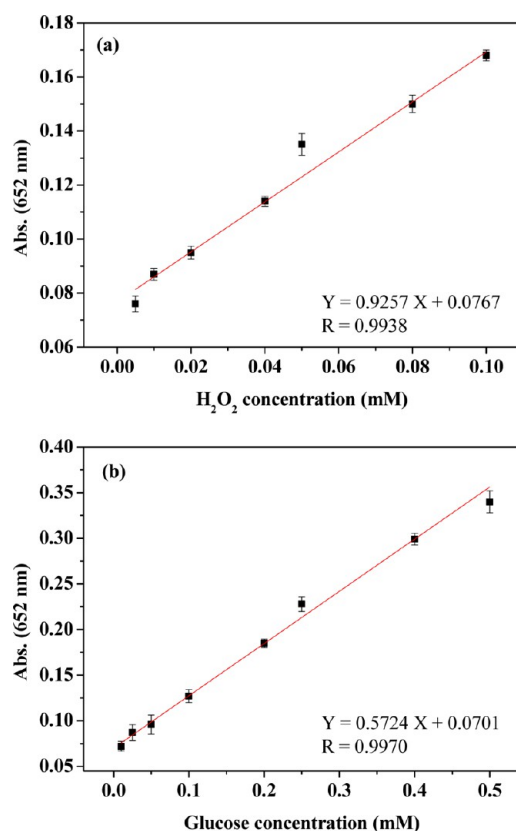 (a)
0.18
0.16
0.14
0.12
0.10
0.08
0.06
Abs. (652 nm)
Y = 0.9257 X + 0.0767
R = 0.9938
0.00 0.02 0.04 0.06 0.08 0.10
H₂O₂ concentration (mM)
(b)
0.40
0.35
0.30
0.25
0.20
0.15
0.10
0.05
Abs. (652 nm)
Y = 0.5724 X + 0.0701
R = 0.9970
0.0 0.1 0.2 0.3 0.4 0.5
Glucose concentration (mM)